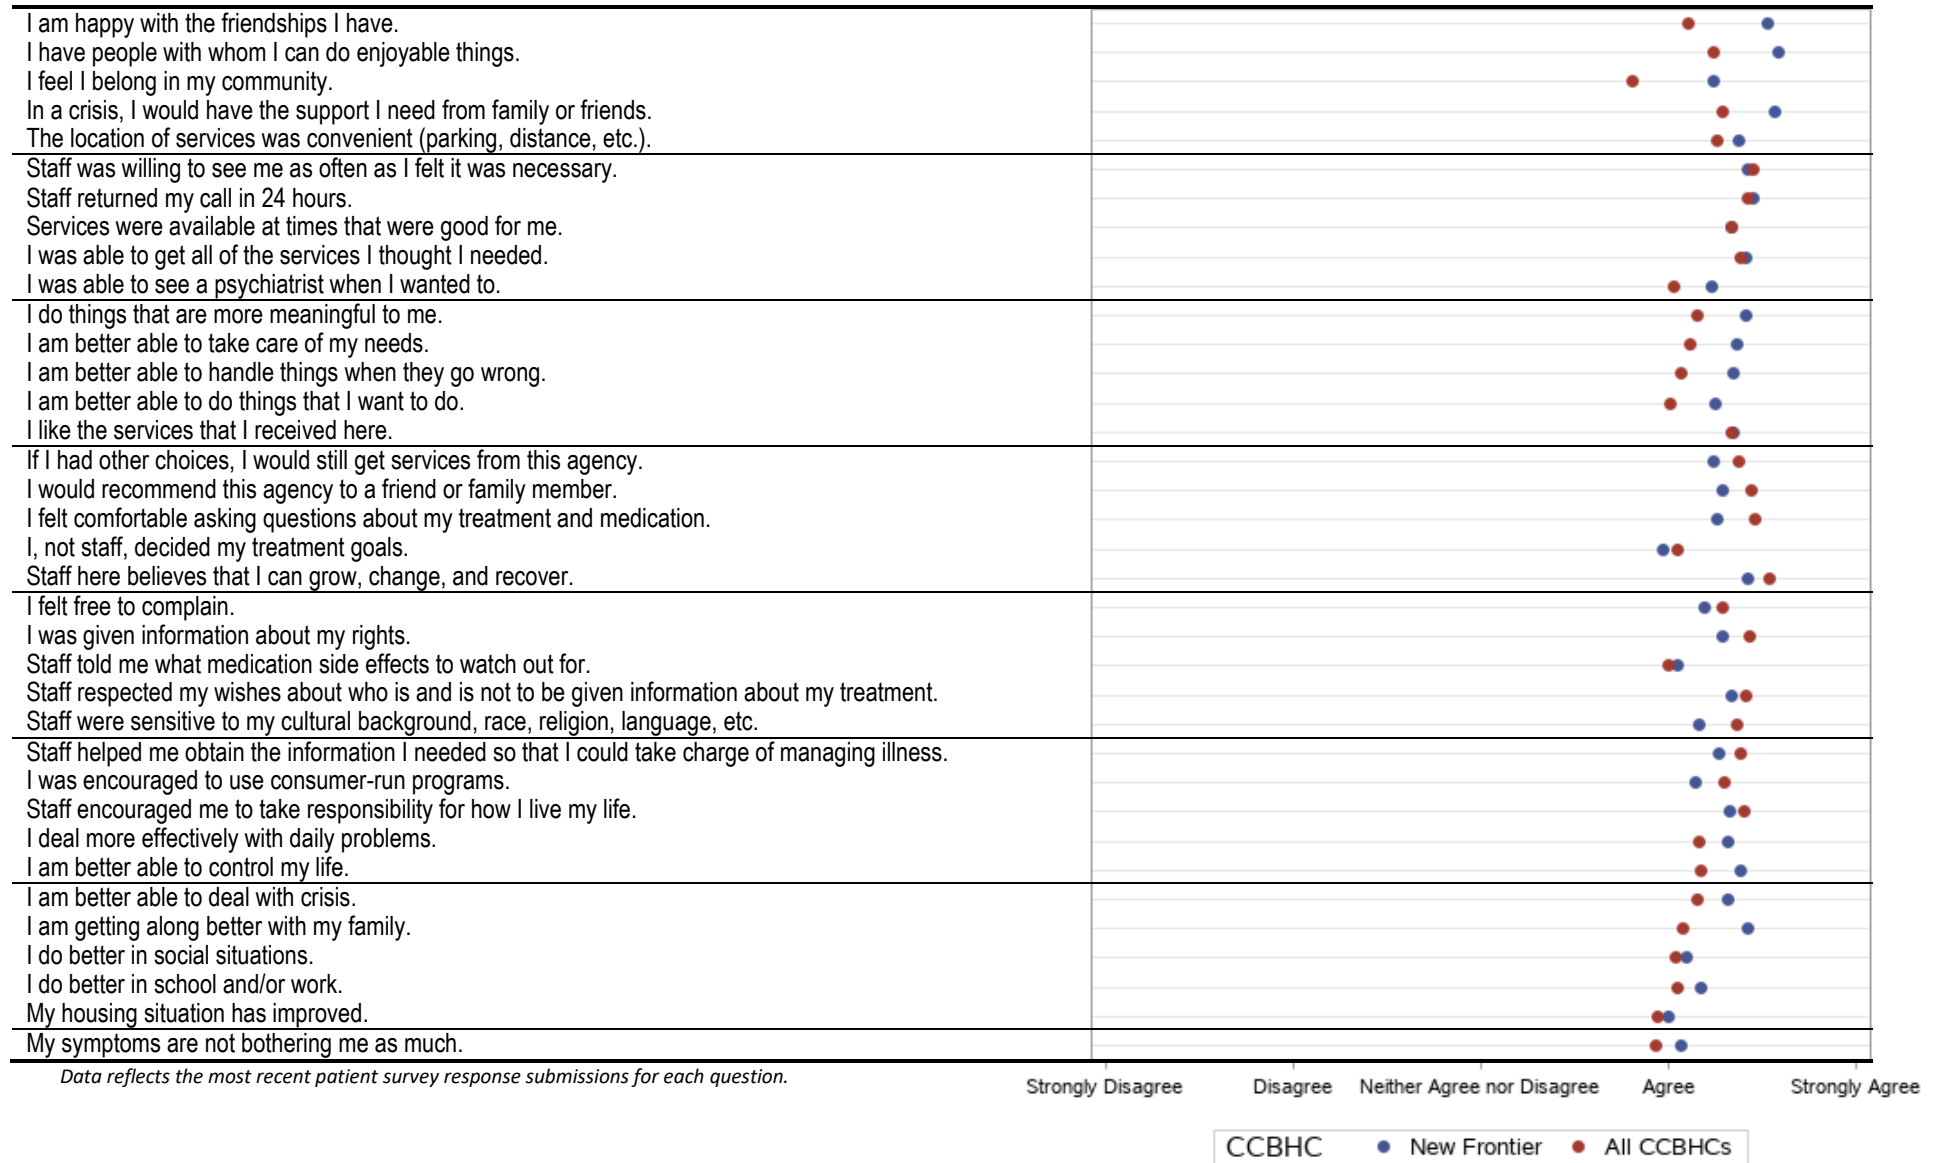 I am happy with the friendships I have.
I have people with whom I can do enjoyable things.
I feel I belong in my community.
In a crisis, I would have the support I need from family or friends.
The location of services was convenient (parking, distance, etc.).
Staff was willing to see me as often as I felt it was necessary.
Staff returned my call in 24 hours.
Services were available at times that were good for me.
I was able to get all of the services I thought I needed.
I was able to see a psychiatrist when I wanted to.
I do things that are more meaningful to me.
I am better able to take care of my needs.
I am better able to handle things when they go wrong.
I am better able to do things that I want to do.
I like the services that I received here.
If I had other choices, I would still get services from this agency.
I would recommend this agency to a friend or family member.
I felt comfortable asking questions about my treatment and medication.
I, not staff, decided my treatment goals.
Staff here believes that I can grow, change, and recover.
I felt free to complain.
I was given information about my rights.
Staff told me what medication side effects to watch out for.
Staff respected my wishes about who is and is not to be given information about my treatment.
Staff were sensitive to my cultural background, race, religion, language, etc.
Staff helped me obtain the information I needed so that I could take charge of managing illness.
I was encouraged to use consumer-run programs.
Staff encouraged me to take responsibility for how I live my life.
I deal more effectively with daily problems.
I am better able to control my life.
I am better able to deal with crisis.
I am getting along better with my family.
I do better in social situations.
I do better in school and/or work.
My housing situation has improved.
My symptoms are not bothering me as much.
Data reflects the most recent patient survey response submissions for each question.
Strongly Disagree Disagree Neither Agree nor Disagree Agree Strongly Agree
CCBHC New Frontier All CCBHCs